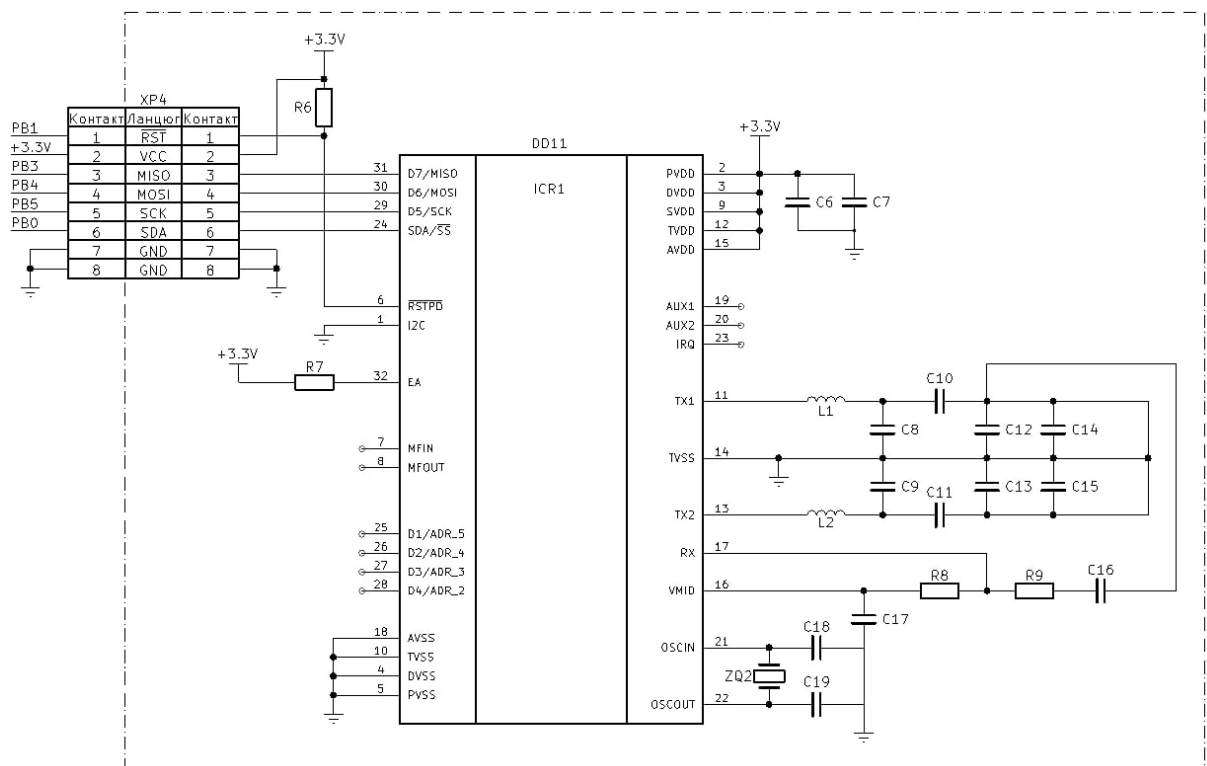 +3.3V
R6
XP4
Контакт Ланцюг Контакт
PB1 1 RST 1
+3.3V 2 VCC 2
PB3 3 MISO 3
PB4 4 MOSI 4
PB5 5 SCK 5
PB0 6 SDA 6
7 GND 7
8 GND 8
DD11
ICR1
31 D7/MISO
30 D6/MOSI
29 D5/SCK
24 SDA/SS
6 RSTPD
1 I2C
+3.3V
R7
32 EA
7 MFIN
8 MFOUT
25 D1/ADR_5
26 D2/ADR_4
27 D3/ADR_3
28 D4/ADR_2
18 AVSS
10 TVSS
4 DVSS
5 PVSS
+3.3V
PVDD 2
DVDD 3
SVDD 9
TVDD 12
AVDD 15
C6 C7
AUX1 19
AUX2 20
IRQ 23
TX1 11
L1
C10
C8 C12 C14
TVSS 14
C9 C11 C13 C15
TX2 13
L2
RX 17
VMID 16
R8 R9 C16
C17
OSCIN 21
C18
ZQ2
C19
OSCOUT 22